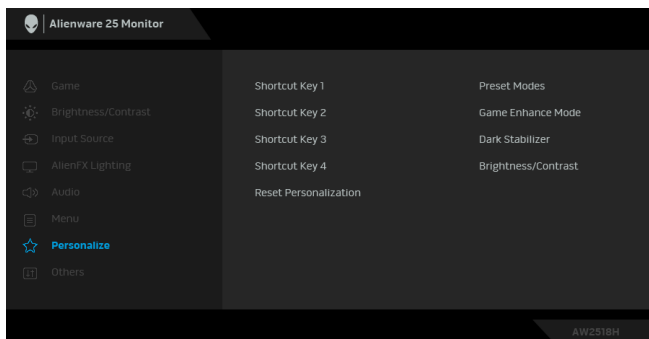 Alienware 25 Monitor
Game
Brightness/Contrast
Input Source
AlienFX Lighting
Audio
Menu
Personalize
Others
Shortcut Key 1 Preset Modes
Shortcut Key 2 Game Enhance Mode
Shortcut Key 3 Dark Stabilizer
Shortcut Key 4 Brightness/Contrast
Reset Personalization
AW2518H